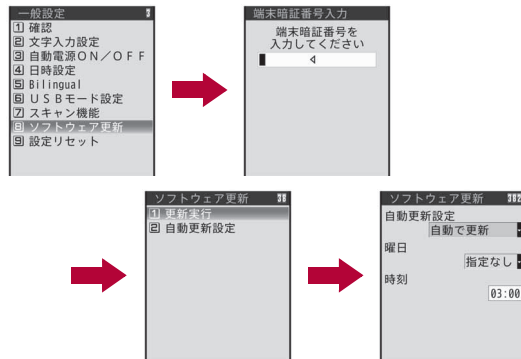 一般設定 3
1 確認
2 文字入力設定
3 自動電源ON／OFF
4 日時設定
5 Bilingual
6 USBモード設定
7 スキャン機能
8 ソフトウェア更新
9 設定リセット
端末暗証番号入力
端末暗証番号を
入力してください
ソフトウェア更新 38
1 更新実行
2 自動更新設定
ソフトウェア更新 382
自動更新設定
自動で更新
曜日
指定なし
時刻
03:00